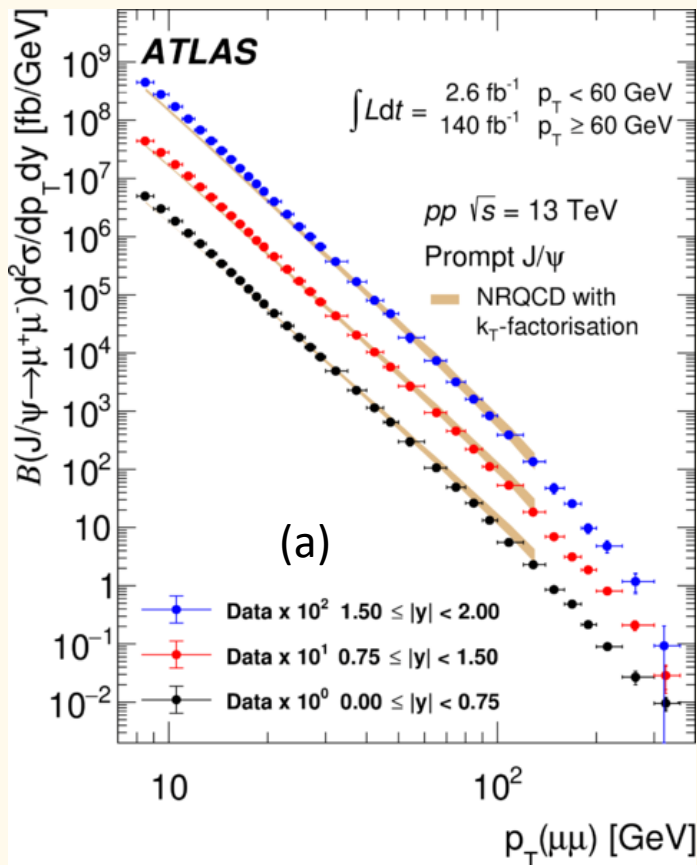 ATLAS
∫Ldt = 2.6 fb⁻¹ p_T < 60 GeV
140 fb⁻¹ p_T ≥ 60 GeV
pp √s = 13 TeV
Prompt J/ψ
NRQCD with
k_T-factorisation
B(J/ψ→μ⁺μ⁻)d²σ/dp_Tdy [fb/GeV]
10⁹
10⁸
10⁷
10⁶
10⁵
10⁴
10³
10²
10
1
10⁻¹
10⁻²
(a)
Data x 10² 1.50 ≤ |y| < 2.00
Data x 10¹ 0.75 ≤ |y| < 1.50
Data x 10⁰ 0.00 ≤ |y| < 0.75
10 10²
p_T(μμ) [GeV]